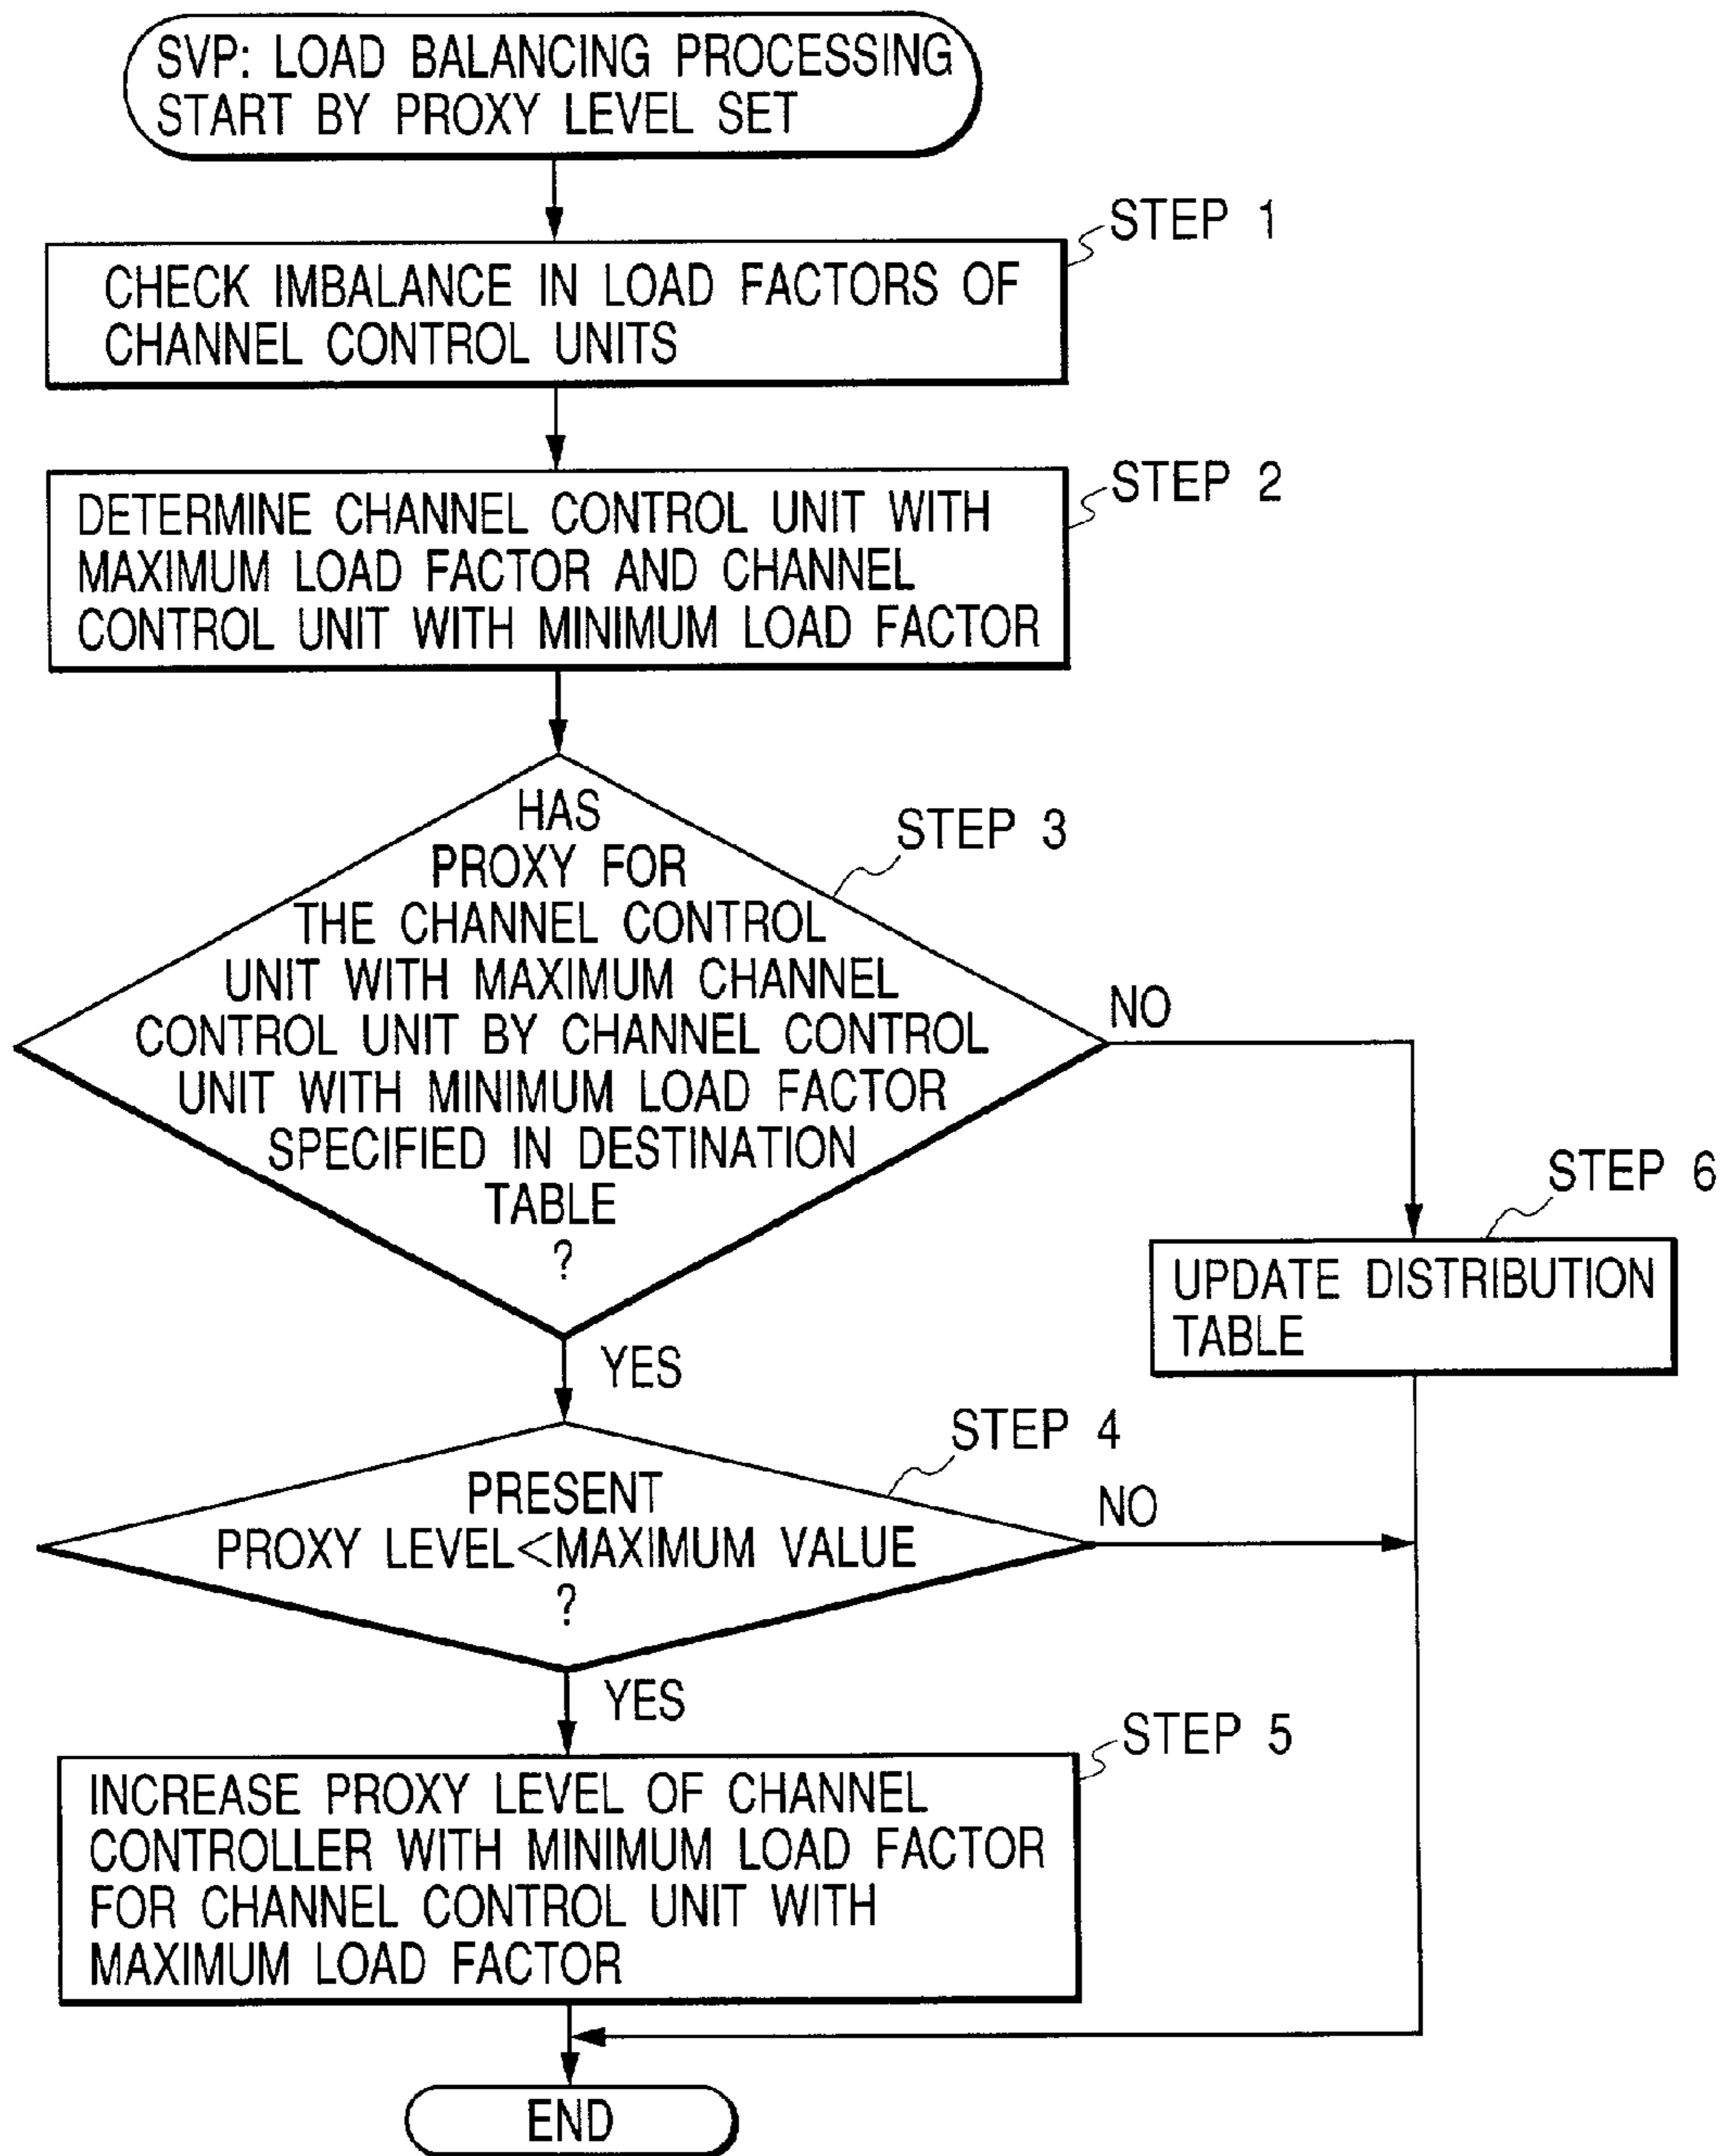 SVP: LOAD BALANCING PROCESSING
START BY PROXY LEVEL SET
STEP 1
CHECK IMBALANCE IN LOAD FACTORS OF
CHANNEL CONTROL UNITS
STEP 2
DETERMINE CHANNEL CONTROL UNIT WITH
MAXIMUM LOAD FACTOR AND CHANNEL
CONTROL UNIT WITH MINIMUM LOAD FACTOR
STEP 3
HAS
PROXY FOR
THE CHANNEL CONTROL
UNIT WITH MAXIMUM CHANNEL
CONTROL UNIT BY CHANNEL CONTROL
UNIT WITH MINIMUM LOAD FACTOR
SPECIFIED IN DESTINATION
TABLE
?
NO
YES
STEP 6
UPDATE DISTRIBUTION
TABLE
STEP 4
PRESENT
PROXY LEVEL<MAXIMUM VALUE
?
NO
YES
STEP 5
INCREASE PROXY LEVEL OF CHANNEL
CONTROLLER WITH MINIMUM LOAD FACTOR
FOR CHANNEL CONTROL UNIT WITH
MAXIMUM LOAD FACTOR
END